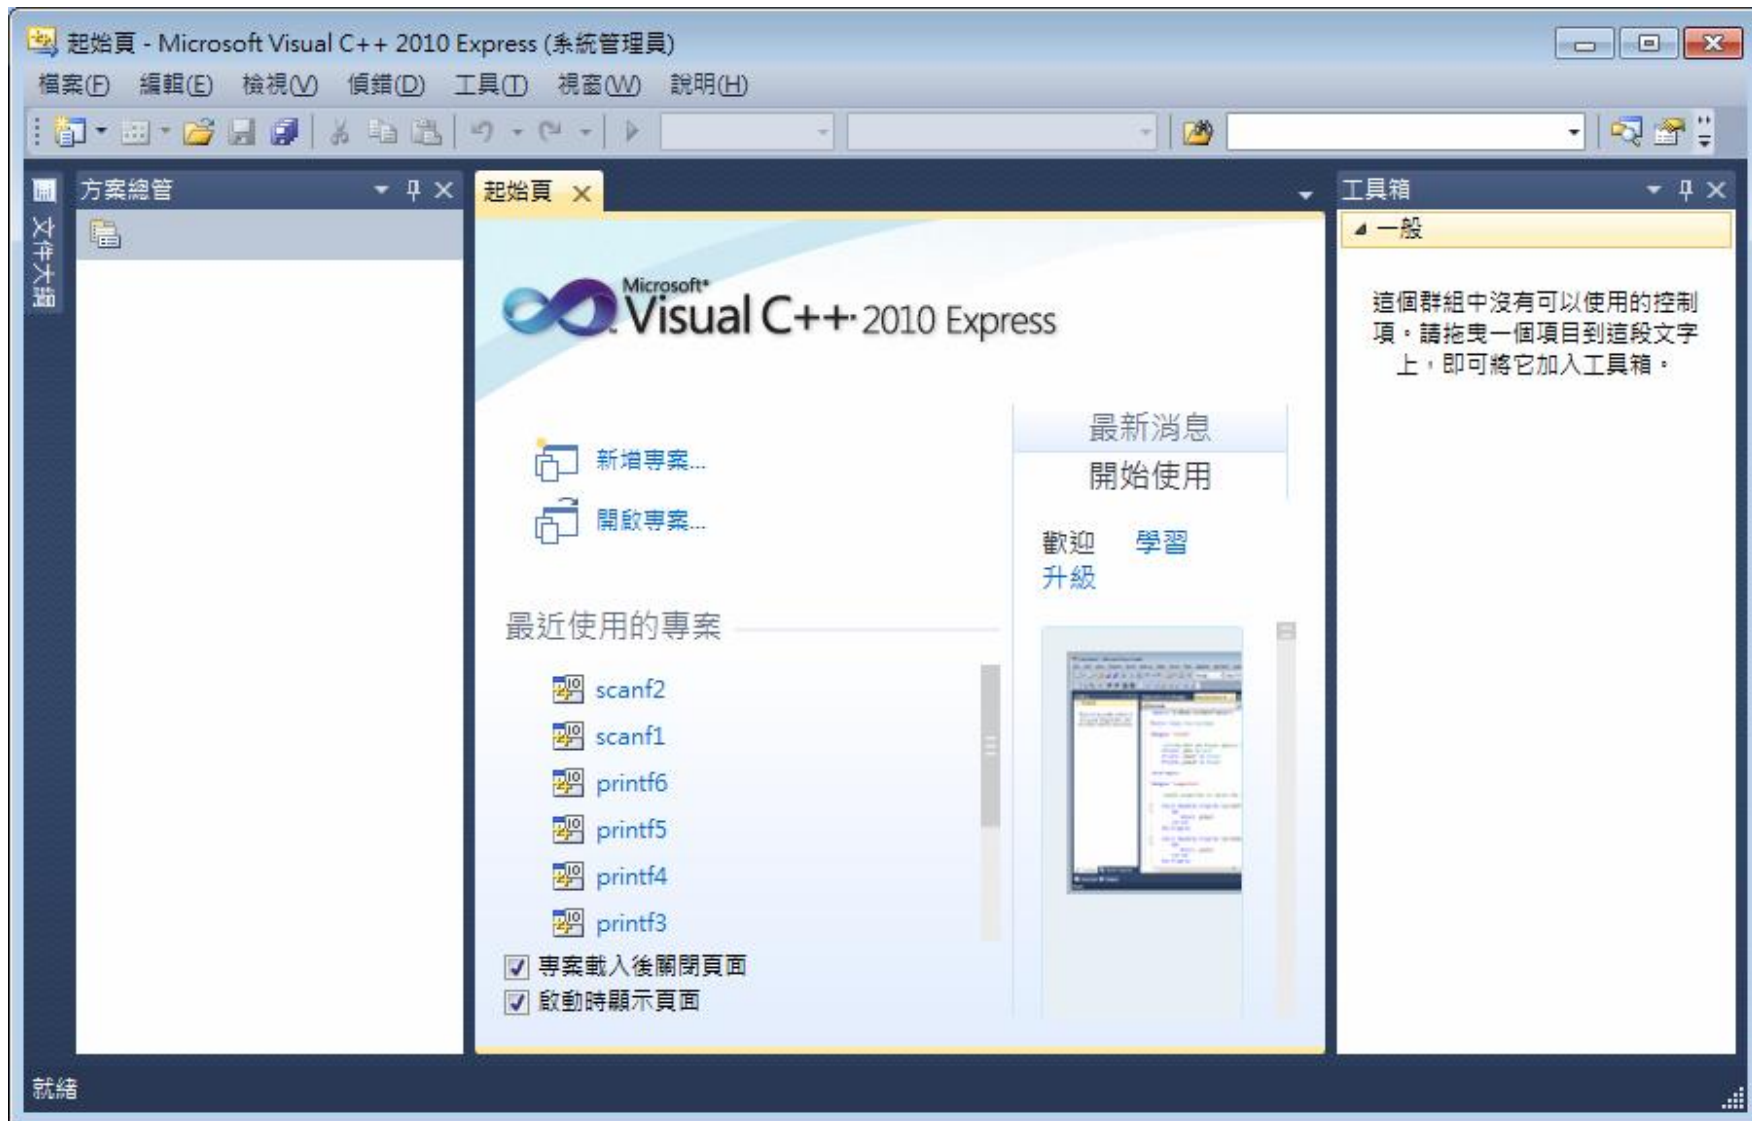 起始頁 - Microsoft Visual C++ 2010 Express (系統管理員)
檔案(F) 編輯(E) 檢視(V) 偵錯(D) 工具(T) 視窗(W) 說明(H)
文件大綱
方案總管
起始頁
Microsoft
Visual C++ 2010 Express
新增專案...
開啟專案...
最近使用的專案
scanf2
scanf1
printf6
printf5
printf4
printf3
專案載入後關閉頁面
啟動時顯示頁面
最新消息
開始使用
歡迎 學習
升級
工具箱
一般
這個群組中沒有可以使用的控制
項。請拖曳一個項目到這段文字
上，即可將它加入工具箱。
就緒